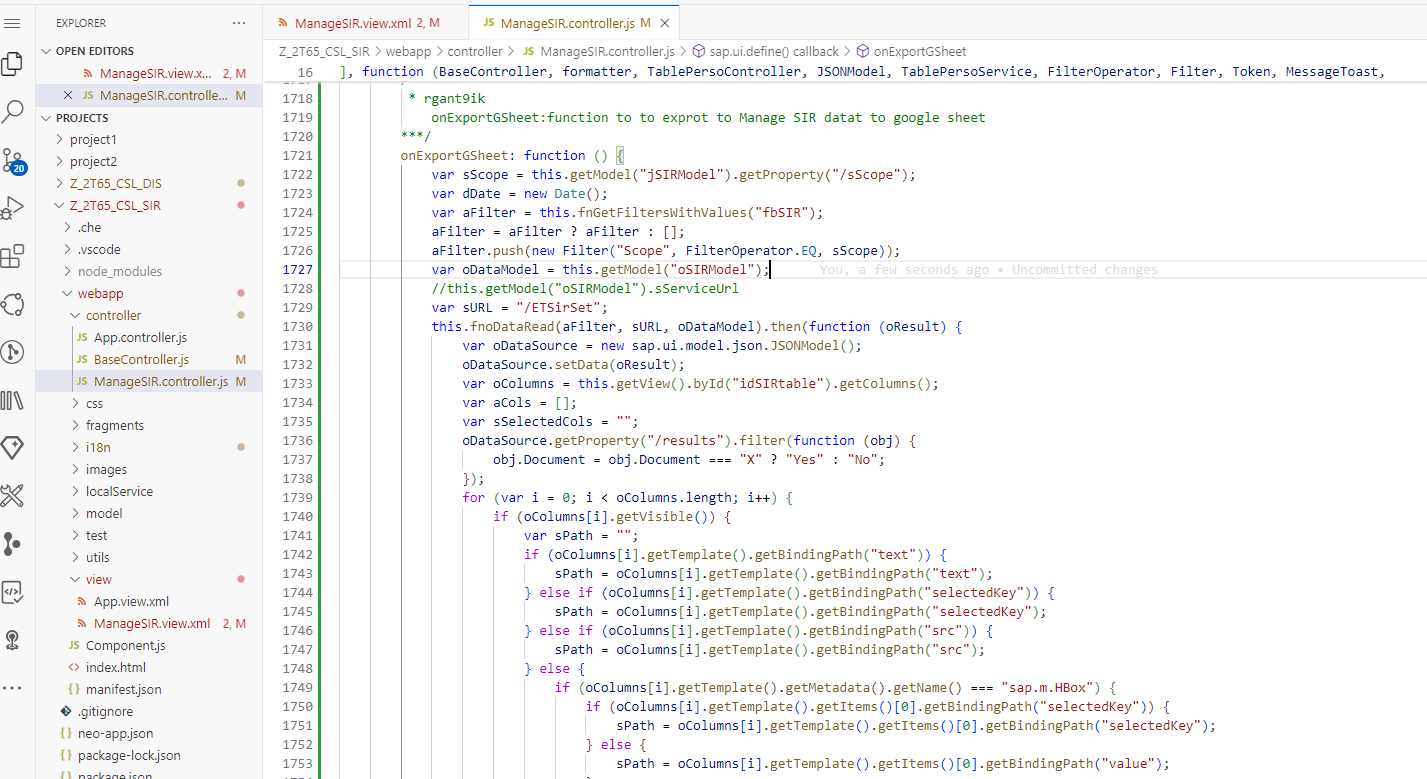 EXPLORER
···
OPEN EDITORS
ManageSIR.view.x... 2, M
JS ManageSIR.controlle... M
PROJECTS
project1
project2
Z_2T65_CSL_DIS
Z_2T65_CSL_SIR
.che
.vscode
node_modules
webapp
controller
JS App.controller.js
JS BaseController.js M
JS ManageSIR.controller.js M
css
fragments
i18n
images
localService
model
test
utils
view
App.view.xml
ManageSIR.view.xml 2, M
JS Component.js
<> index.html
{} manifest.json
.gitignore
{} neo-app.json
{} package-lock.json
{} package.json
20
ManageSIR.view.xml 2, M
JS ManageSIR.controller.js M
Z_2T65_CSL_SIR > webapp > controller > JS ManageSIR.controller.js > sap.ui.define() callback > onExportGSheet
16 ], function (BaseController, formatter, TablePersoController, JSONModel, TablePersoService, FilterOperator, Filter, Token, MessageToast,
1718 * rgant9ik
1719 onExportGSheet:function to to exprot to Manage SIR datat to google sheet
1720 ***/
1721 onExportGSheet: function () {
1722 var sScope = this.getModel("jSIRModel").getProperty("/sScope");
1723 var dDate = new Date();
1724 var aFilter = this.fnGetFiltersWithValues("fbSIR");
1725 aFilter = aFilter ? aFilter : [];
1726 aFilter.push(new Filter("Scope", FilterOperator.EQ, sScope));
1727 var oDataModel = this.getModel("oSIRModel"); You, a few seconds ago • Uncommitted changes
1728 //this.getModel("oSIRModel").sServiceUrl
1729 var sURL = "/ETSirSet";
1730 this.fnoDataRead(aFilter, sURL, oDataModel).then(function (oResult) {
1731 var oDataSource = new sap.ui.model.json.JSONModel();
1732 oDataSource.setData(oResult);
1733 var oColumns = this.getView().byId("idSIRtable").getColumns();
1734 var aCols = [];
1735 var sSelectedCols = "";
1736 oDataSource.getProperty("/results").filter(function (obj) {
1737 obj.Document = obj.Document === "X" ? "Yes" : "No";
1738 });
1739 for (var i = 0; i < oColumns.length; i++) {
1740 if (oColumns[i].getVisible()) {
1741 var sPath = "";
1742 if (oColumns[i].getTemplate().getBindingPath("text")) {
1743 sPath = oColumns[i].getTemplate().getBindingPath("text");
1744 } else if (oColumns[i].getTemplate().getBindingPath("selectedKey")) {
1745 sPath = oColumns[i].getTemplate().getBindingPath("selectedKey");
1746 } else if (oColumns[i].getTemplate().getBindingPath("src")) {
1747 sPath = oColumns[i].getTemplate().getBindingPath("src");
1748 } else {
1749 if (oColumns[i].getTemplate().getMetadata().getName() === "sap.m.HBox") {
1750 if (oColumns[i].getTemplate().getItems()[0].getBindingPath("selectedKey")) {
1751 sPath = oColumns[i].getTemplate().getItems()[0].getBindingPath("selectedKey");
1752 } else {
1753 sPath = oColumns[i].getTemplate().getItems()[0].getBindingPath("value");